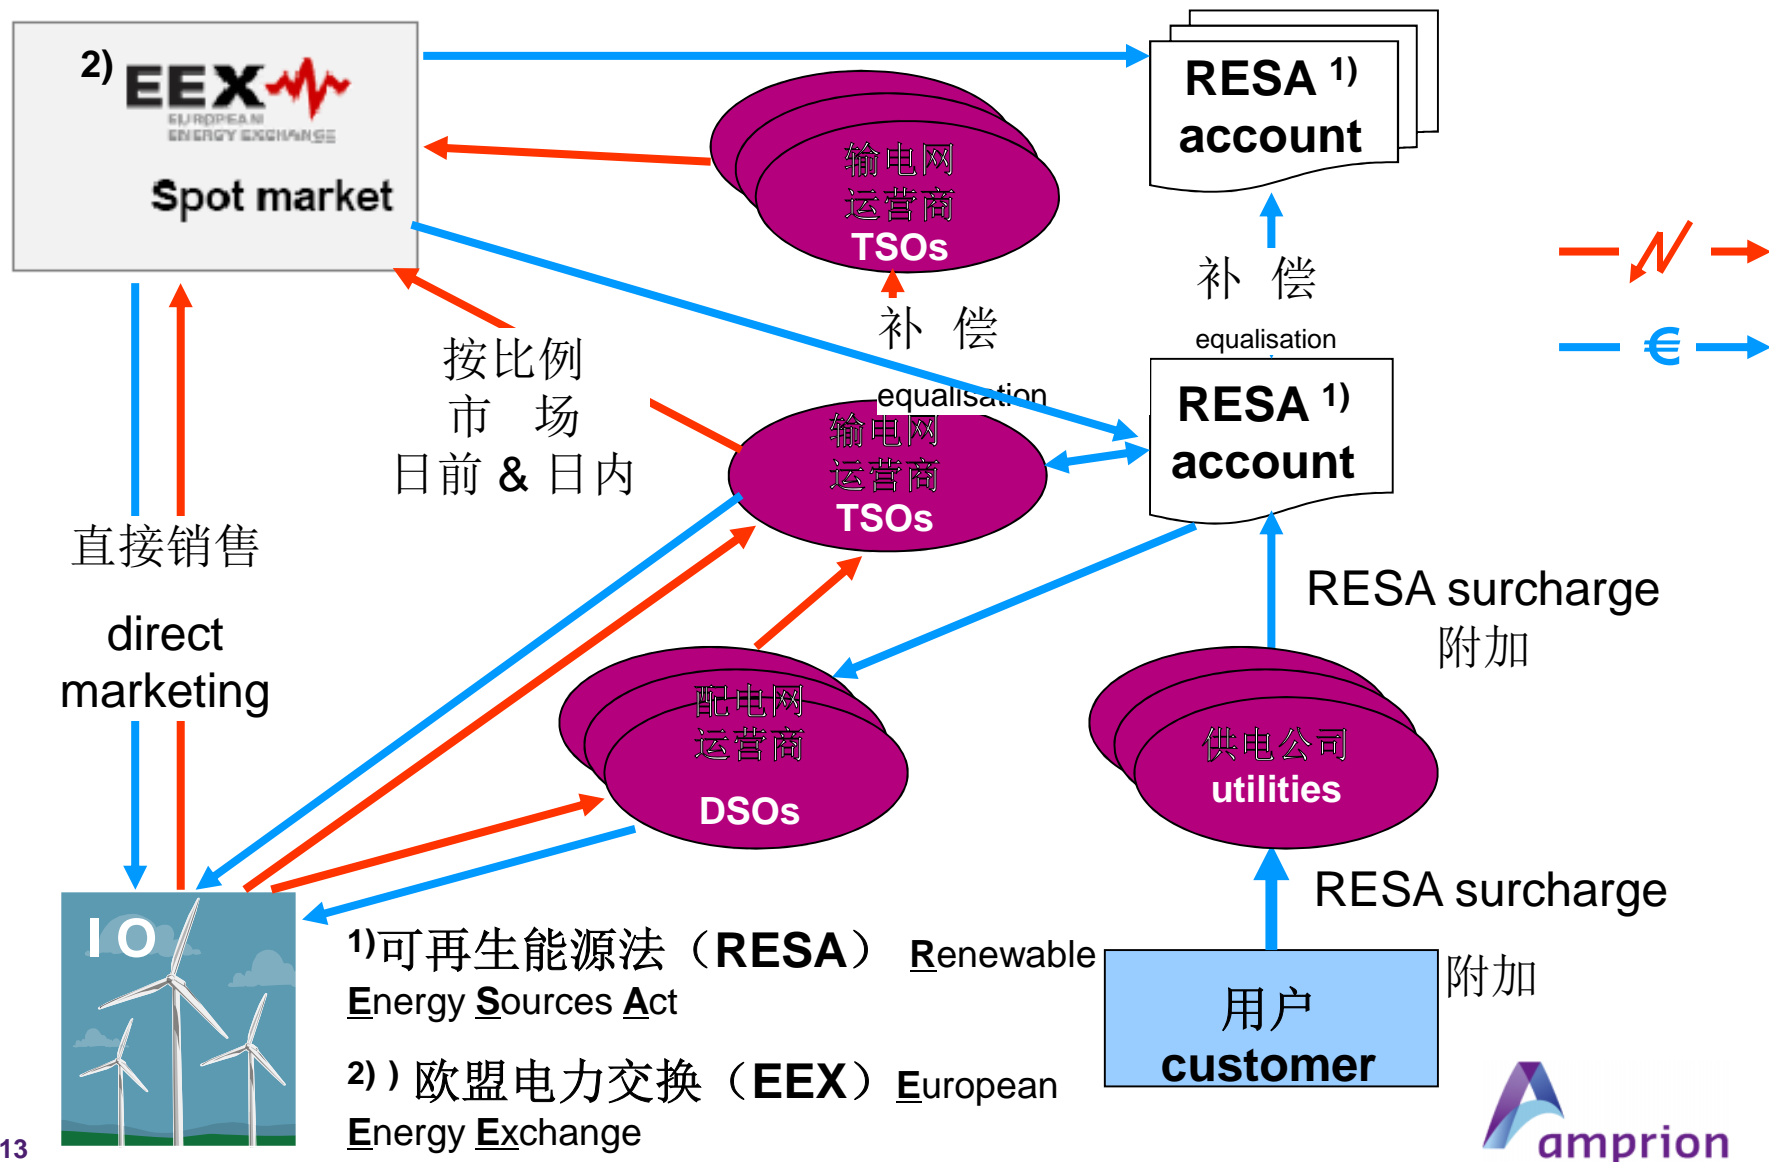 2)
EEX
EUROPEAN
ENERGY EXCHANGE
Spot market
RESA 1)
account
输电网
运营商
TSOs
补 偿
equalisation
补 偿
equalisation
€
按比例
市 场
日前 & 日内
输电网
运营商
TSOs
RESA 1)
account
直接销售
direct
marketing
RESA surcharge
附加
配电网
运营商
DSOs
供电公司
utilities
RESA surcharge
附加
用户
customer
I O
1)可再生能源法（RESA） Renewable
Energy Sources Act
2) ) 欧盟电力交换（EEX）European
Energy Exchange
amprion
13